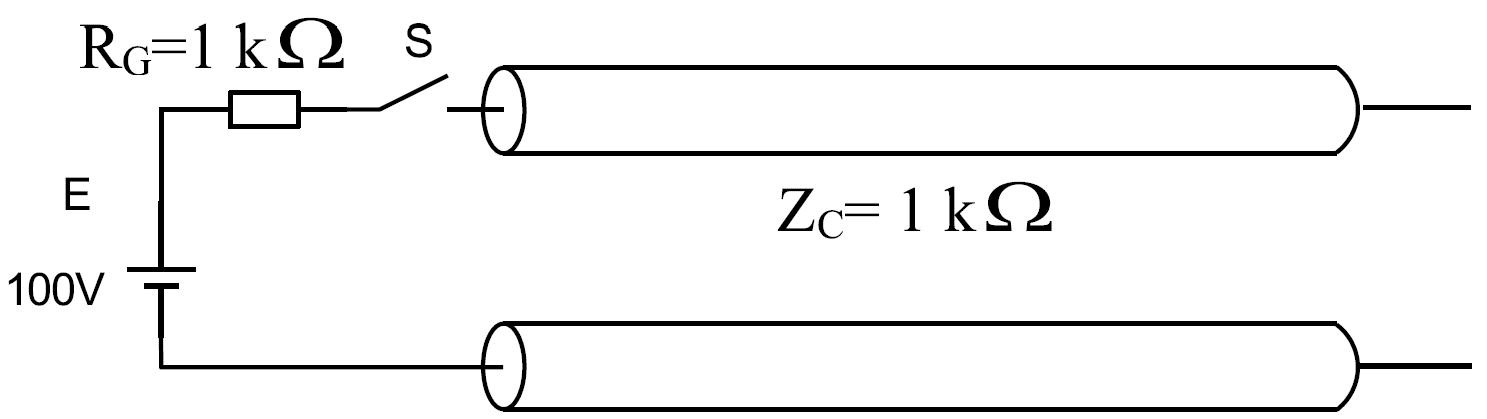 R_G=1 kΩ
S
E
100V
Z_C= 1 kΩ